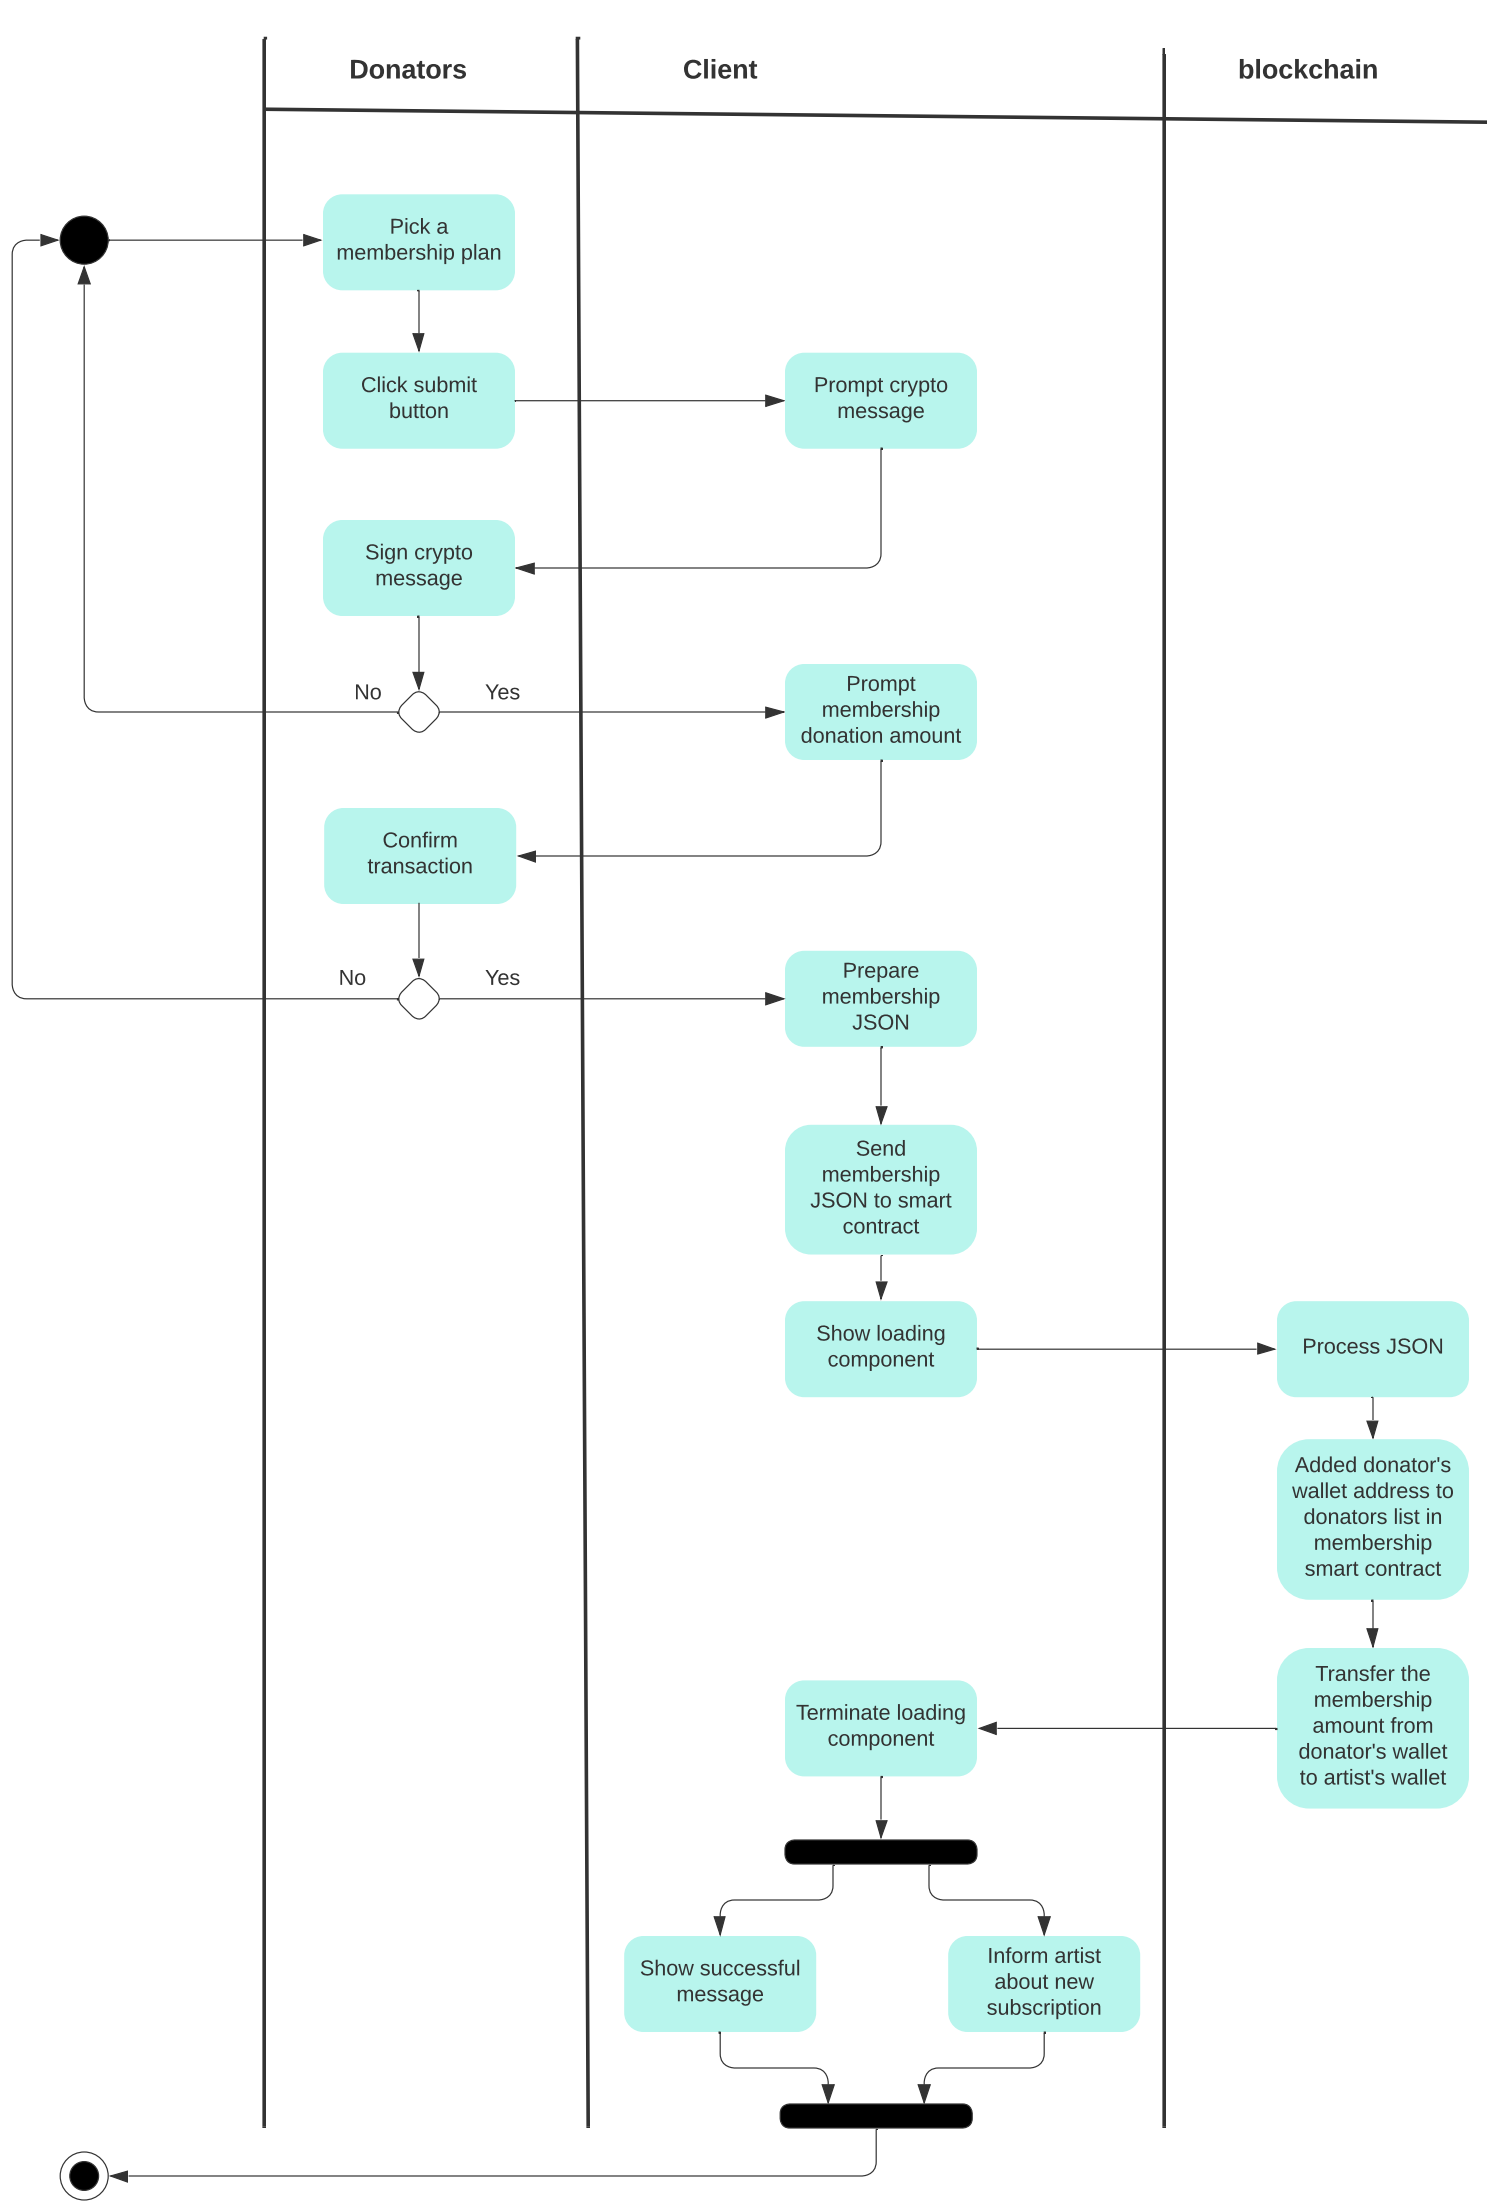 Donators
Client
blockchain
Pick a
membership plan
Click submit
button
Prompt crypto
message
Sign crypto
message
No
Yes
Prompt
membership
donation amount
Confirm
transaction
No
Yes
Prepare
membership
JSON
Send
membership
JSON to smart
contract
Show loading
component
Process JSON
Added donator's
wallet address to
donators list in
membership
smart contract
Transfer the
membership
amount from
donator's wallet
to artist's wallet
Terminate loading
component
Show successful
message
Inform artist
about new
subscription